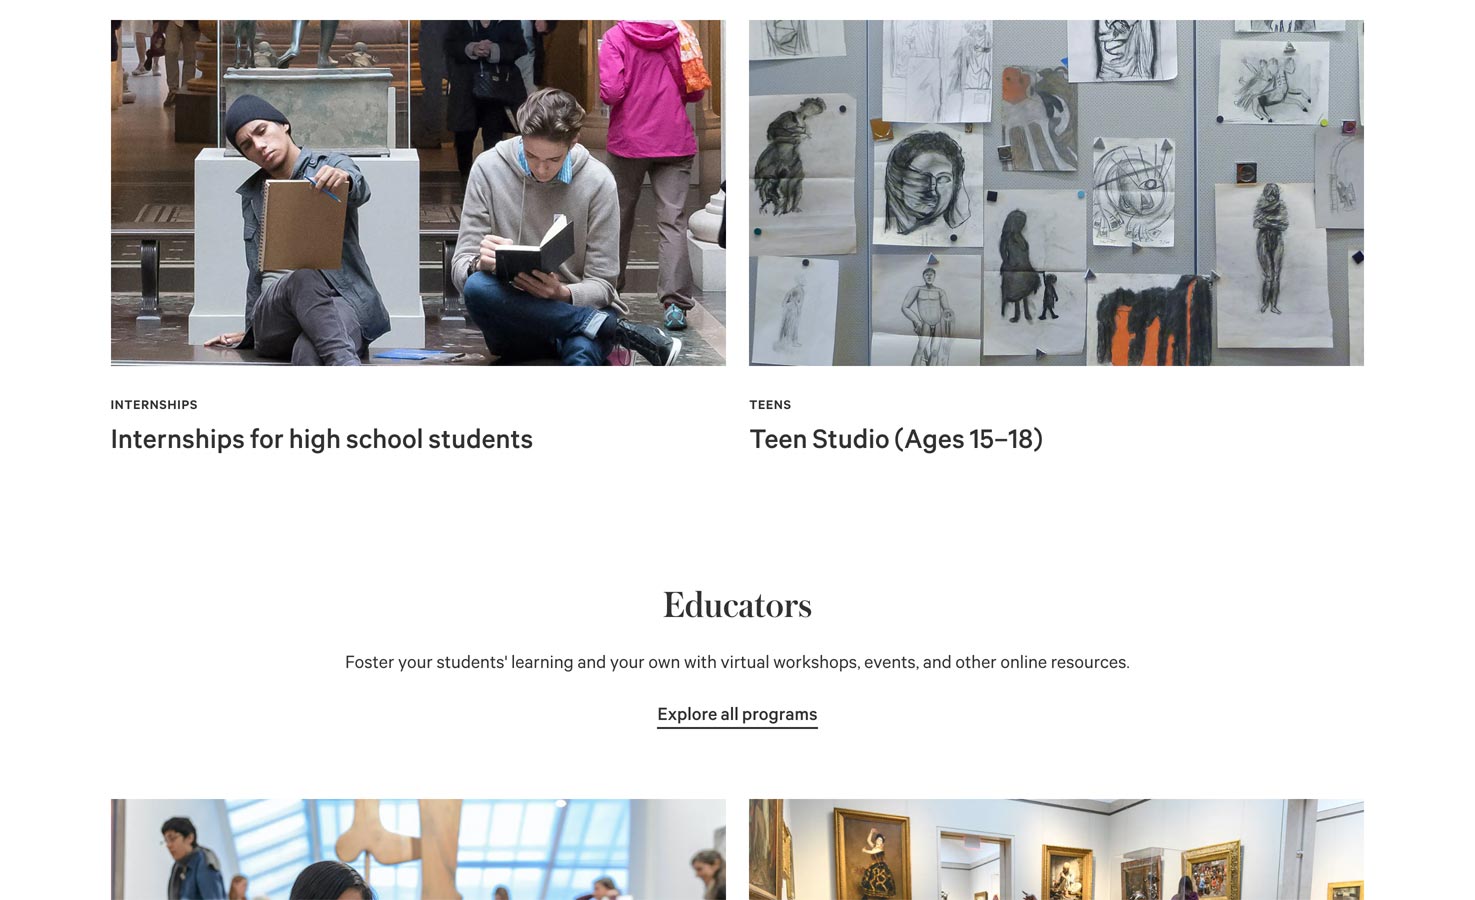 INTERNSHIPS
Internships for high school students
TEENS
Teen Studio (Ages 15–18)
Educators
Foster your students' learning and your own with virtual workshops, events, and other online resources.
Explore all programs